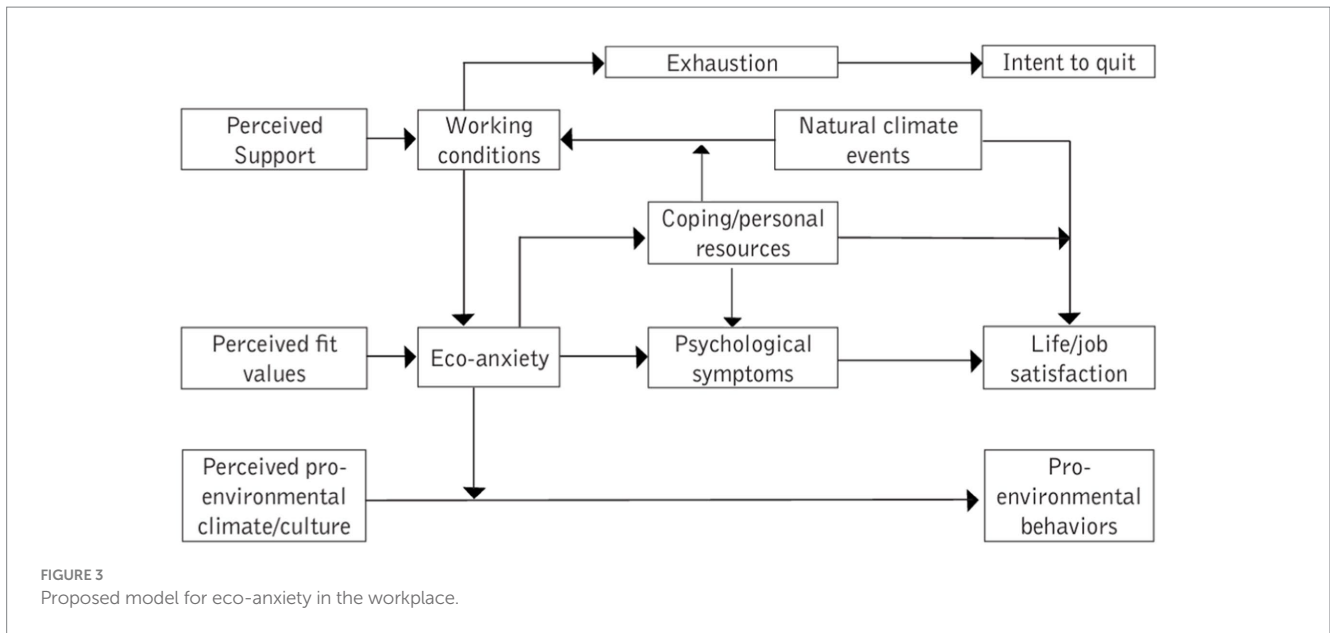 Exhaustion
Intent to quit
Perceived
Support
Working
conditions
Natural climate
events
Coping/personal
resources
Perceived fit
values
Eco-anxiety
Psychological
symptoms
Life/job
satisfaction
Perceived pro-
environmental
climate/culture
Pro-
environmental
behaviors
FIGURE 3
Proposed model for eco-anxiety in the workplace.